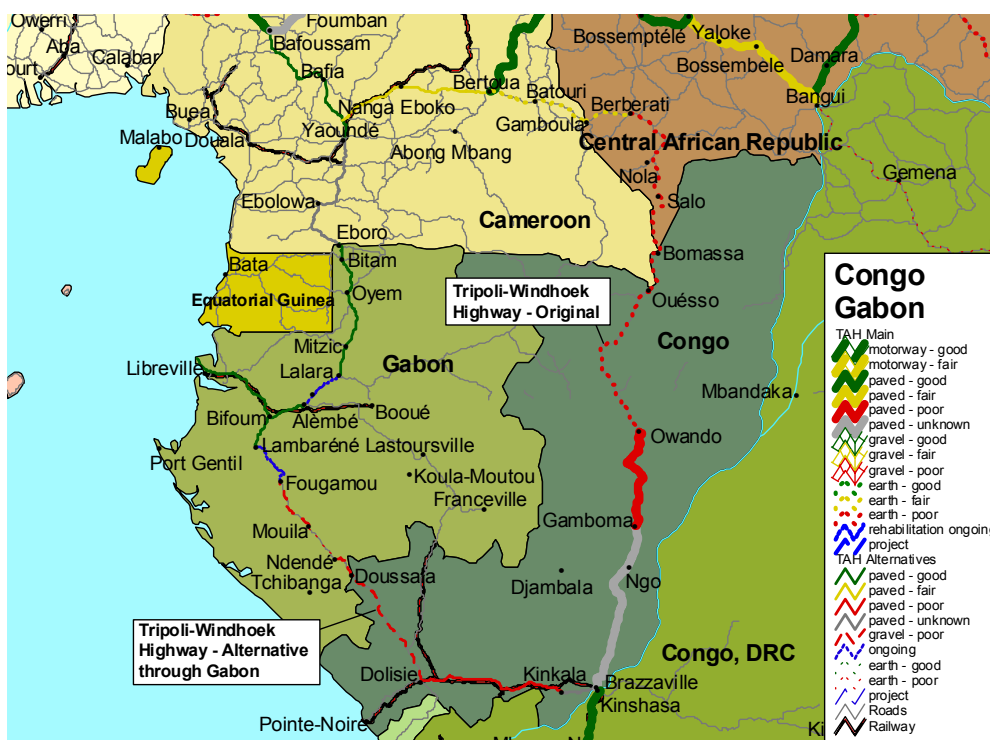 Owerri
Foumban
Aba
ourt
Calabar
Bafoussam
Bossemptélé
Yaloke
Damara
Bossembele
Bafia
Bertoua
Batouri
Nanga Eboko
Berberati
Bangui
Buea
Yaoundé
Gamboula
Malabo
Douala
Abong Mbang
Central African Republic
Nola
Gemena
Ebolowa
Salo
Cameroon
Eboro
Bitam
Bomassa
Bata
Oyem
Equatorial Guinea
Tripoli-Windhoek
Highway - Original
Ouésso
Mitzic
Congo
Libreville
Lalara
Gabon
Mbandaka
Bifoum
Alèmbé
Booué
Owando
Lambaréné
Lastoursville
Port Gentil
Koula-Moutou
Fougamou
Franceville
Mouila
Gamboma
Ndendé
Tchibanga
Doussala
Djambala
Ngo
Tripoli-Windhoek
Highway - Alternative
through Gabon
Congo, DRC
Dolisie
Kinkala
Brazzaville
Kinshasa
Pointe-Noire
Ki
Congo
Gabon
TAH Main
motorway - good
motorway - fair
paved - good
paved - fair
paved - poor
paved - unknown
gravel - good
gravel - fair
gravel - poor
earth - good
earth - fair
earth - poor
rehabilitation ongoing
project
TAH Alternatives
paved - good
paved - fair
paved - poor
paved - unknown
gravel - poor
ongoing
earth - good
earth - poor
project
Roads
Railway